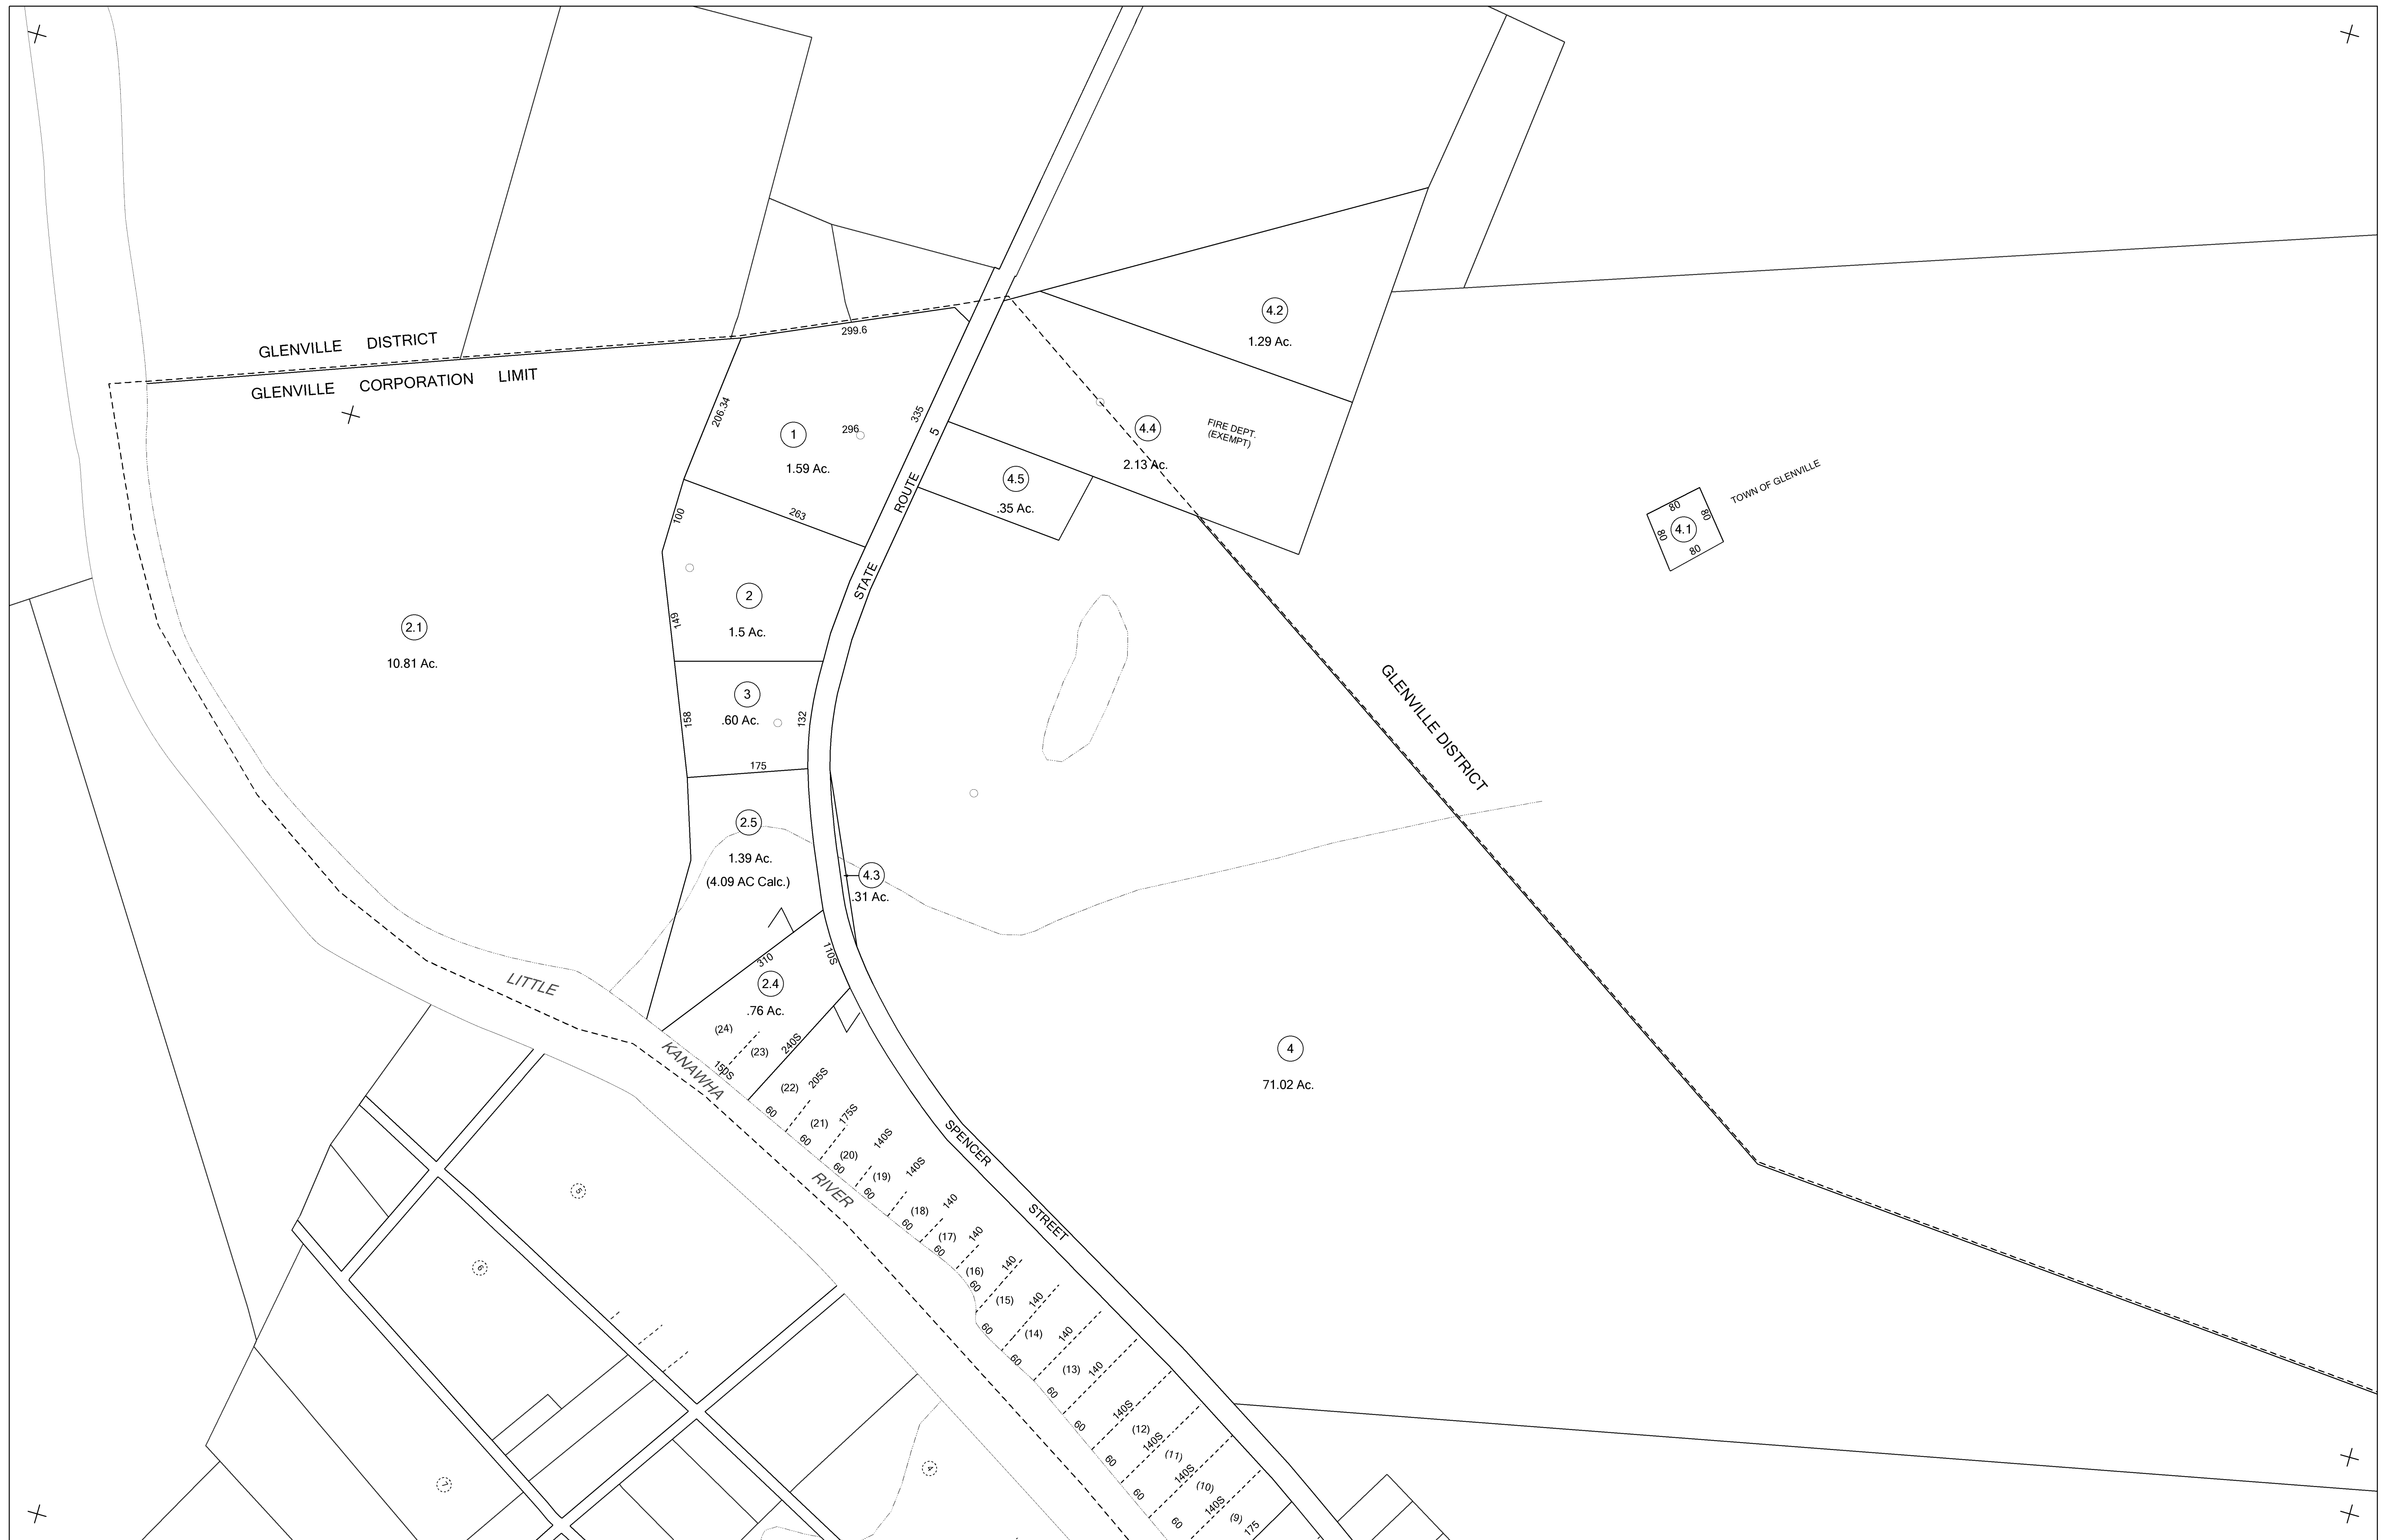 4.2
1.29 Ac.
299.6
GLENVILLE DISTRICT
GLENVILLE CORPORATION LIMIT
206.34
335
1
296
1.59 Ac.
5
4.4
FIRE DEPT.
(EXEMPT)
2.13 Ac.
4.5
.35 Ac.
STATE ROUTE
TOWN OF GLENVILLE
80
80
4.1
80
80
100
263
2
149
1.5 Ac.
2.1
10.81 Ac.
3
.60 Ac.
158
132
175
GLENVILLE DISTRICT
2.5
1.39 Ac.
(4.09 AC Calc.)
4.3
.31 Ac.
110S
310
2.4
.76 Ac.
LITTLE
KANAWHA
RIVER
(24)
(23)
240S
150S
(22)
205S
60
(21)
175S
60
(20)
140S
60
(19)
140S
60
(18)
140
60
(17)
140
60
(16)
140
60
(15)
140
60
(14)
140
60
(13)
140
60
60
140S
(12)
60
140S
(11)
60
140S
(10)
60
140S
(9)
175
SPENCER STREET
4
71.02 Ac.
5
6
7
4